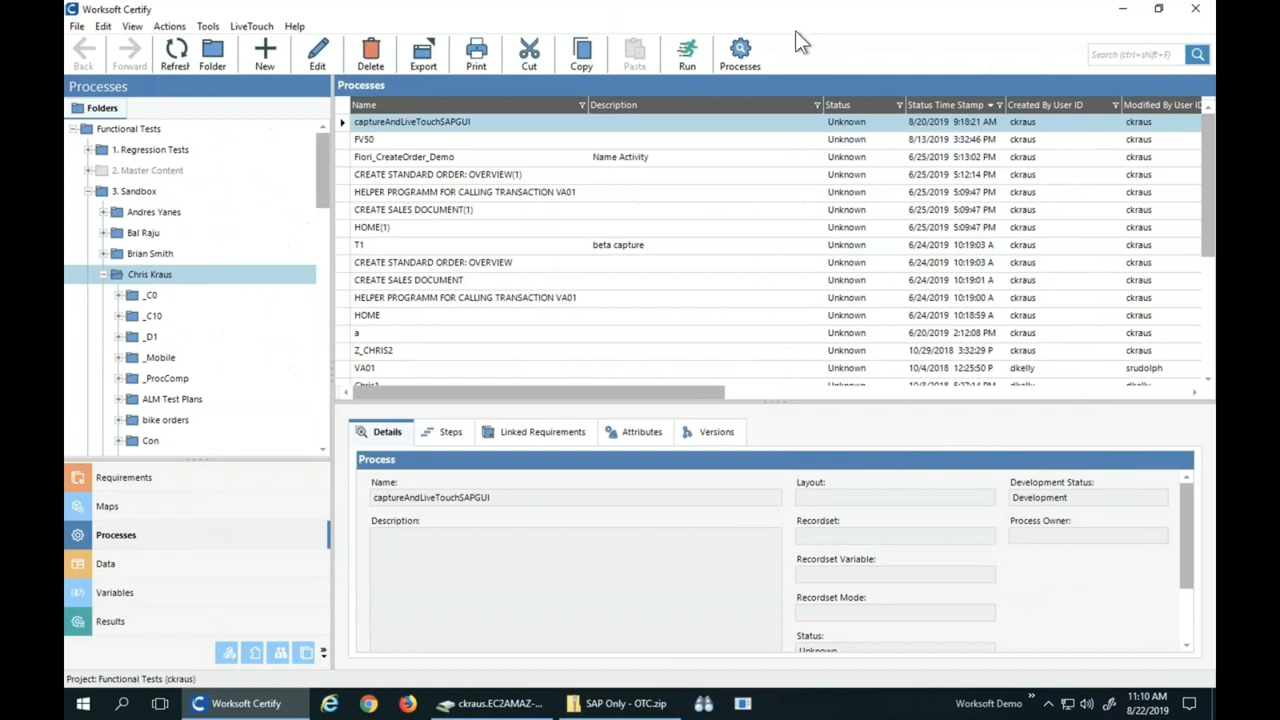 Worksoft Certify
File Edit View Actions Tools LiveTouch Help
Back Forward Refresh Folder New Edit Delete Export Print Cut Copy Paste Run Processes
Search (ctrl+shift+F)
Processes
Folders
Functional Tests
1. Regression Tests
2. Master Content
3. Sandbox
Andres Yanes
Bal Raju
Brian Smith
Chris Kraus
_C0
_C10
_D1
_Mobile
_ProcComp
ALM Test Plans
bike orders
Con
Requirements
Maps
Processes
Data
Variables
Results
Processes
Name Description Status Status Time Stamp Created By User ID Modified By User ID
captureAndLiveTouchSAPGUI Unknown 8/20/2019 9:18:21 AM ckraus ckraus
FV50 Unknown 8/13/2019 3:32:46 PM ckraus ckraus
Fiori_CreateOrder_Demo Name Activity Unknown 6/25/2019 5:13:02 PM ckraus ckraus
CREATE STANDARD ORDER: OVERVIEW(1) Unknown 6/25/2019 5:12:14 PM ckraus ckraus
HELPER PROGRAMM FOR CALLING TRANSACTION VA01 Unknown 6/25/2019 5:09:47 PM ckraus ckraus
CREATE SALES DOCUMENT(1) Unknown 6/25/2019 5:09:47 PM ckraus ckraus
HOME(1) Unknown 6/25/2019 5:09:47 PM ckraus ckraus
T1 beta capture Unknown 6/24/2019 10:19:03 A ckraus ckraus
CREATE STANDARD ORDER: OVERVIEW Unknown 6/24/2019 10:19:03 A ckraus ckraus
CREATE SALES DOCUMENT Unknown 6/24/2019 10:19:01 A ckraus ckraus
HELPER PROGRAMM FOR CALLING TRANSACTION VA01 Unknown 6/24/2019 10:19:00 A ckraus ckraus
HOME Unknown 6/24/2019 10:18:59 A ckraus ckraus
a Unknown 6/20/2019 2:12:08 PM ckraus ckraus
Z_CHRIS2 Unknown 10/29/2018 3:32:29 P ckraus ckraus
VA01 Unknown 10/4/2018 12:25:50 P dkelly srudolph
Chris1 Unknown 10/3/2018 5:27:14 PM dkelly dkelly
Details Steps Linked Requirements Attributes Versions
Process
Name: Layout: Development Status:
captureAndLiveTouchSAPGUI Development
Description: Recordset: Process Owner:
Recordset Variable:
Recordset Mode:
Status:
Unknown
Project: Functional Tests (ckraus)
Worksoft Certify ckraus.EC2AMAZ-... SAP Only - OTC.zip Worksoft Demo 11:10 AM
8/22/2019